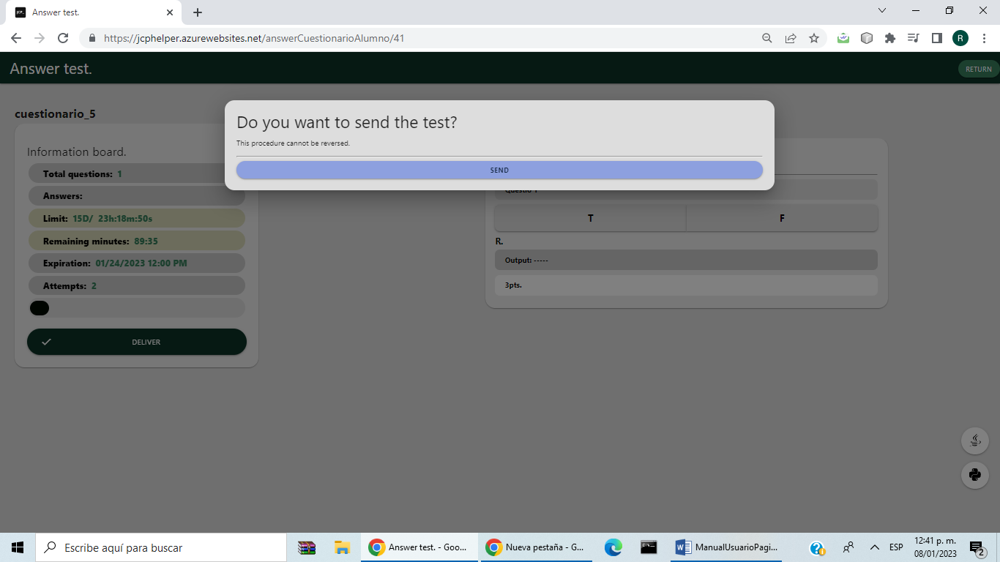 JCP_
Answer test.
https://jcphelper.azurewebsites.net/answerCuestionarioAlumno/41
R
Answer test.
RETURN
cuestionario_5
Do you want to send the test?
This procedure cannot be reversed.
SEND
Information board.
Total questions: 1
Answers:
Limit: 15D/ 23h:18m:50s
Remaining minutes: 89:35
Expiration: 01/24/2023 12:00 PM
Attempts: 2
DELIVER
Questio 1
T
F
R.
Output: -----
3pts.
Escribe aquí para buscar
Answer test. - Goo...
Nueva pestaña - G...
ManualUsuarioPagi...
ESP
12:41 p. m.
08/01/2023
2